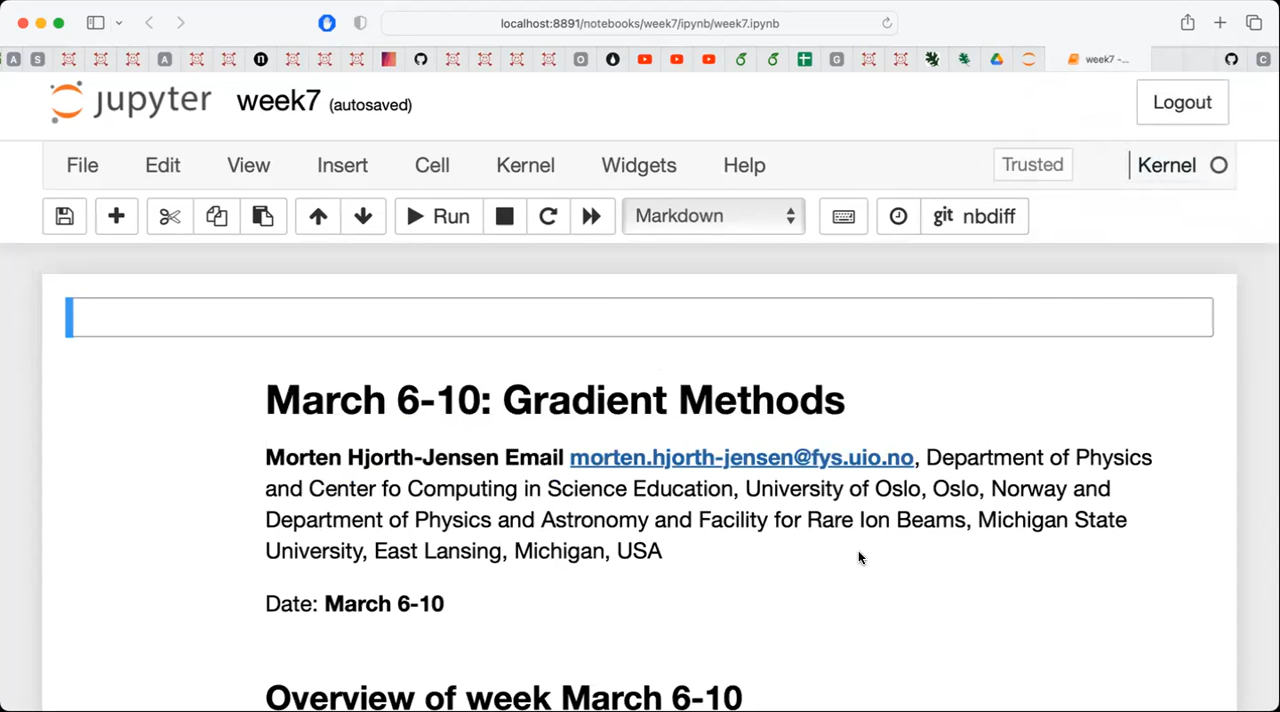 localhost:8891/notebooks/week7/ipynb/week7.ipynb
week7 -...
jupyter week7 (autosaved)
Logout
File Edit View Insert Cell Kernel Widgets Help Trusted Kernel
Run Markdown git nbdiff
March 6-10: Gradient Methods
Morten Hjorth-Jensen Email morten.hjorth-jensen@fys.uio.no, Department of Physics
and Center fo Computing in Science Education, University of Oslo, Oslo, Norway and
Department of Physics and Astronomy and Facility for Rare Ion Beams, Michigan State
University, East Lansing, Michigan, USA
Date: March 6-10
Overview of week March 6-10